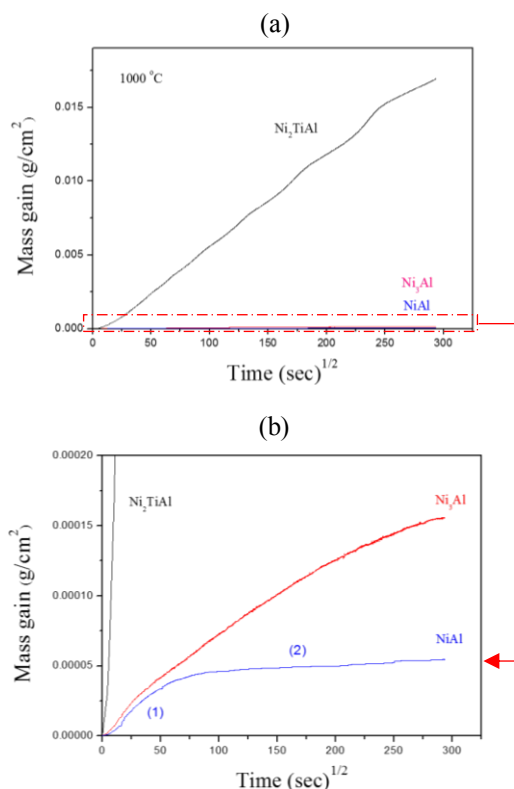 (a)
1000 °C
Ni₂TiAl
Ni₃Al
NiAl
Mass gain (g/cm²)
0.015
0.010
0.005
0.000
0 50 100 150 200 250 300
Time (sec)^1/2
(b)
Ni₂TiAl
Ni₃Al
NiAl
(2)
(1)
Mass gain (g/cm²)
0.00020
0.00015
0.00010
0.00005
0.00000
0 50 100 150 200 250 300
Time (sec)^1/2